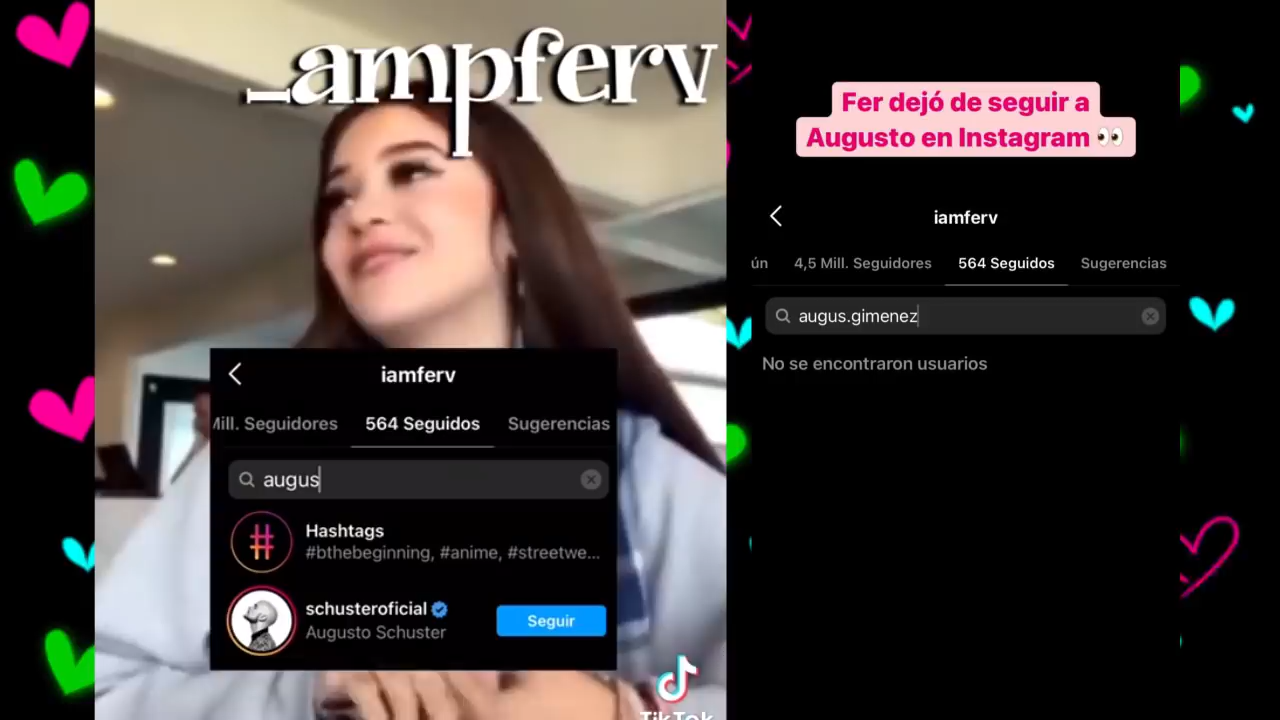 _ampferv
iamferv
Mill. Seguidores
564 Seguidos
Sugerencias
augus
Hashtags
#bthebeginning, #anime, #streetwe...
schusteroficial
Augusto Schuster
Seguir
TikTok
Fer dejó de seguir a
Augusto en Instagram 👀
iamferv
ún
4,5 Mill. Seguidores
564 Seguidos
Sugerencias
augus.gimenez
No se encontraron usuarios